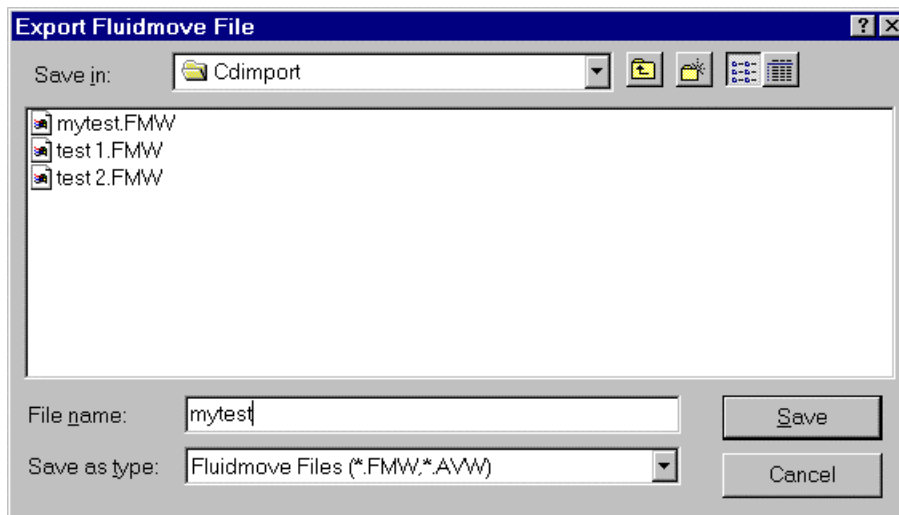 Export Fluidmove File
Save in: Cdimport
mytest.FMW
test 1.FMW
test 2.FMW
File name: mytest Save
Save as type: Fluidmove Files (*.FMW,*.AVW) Cancel